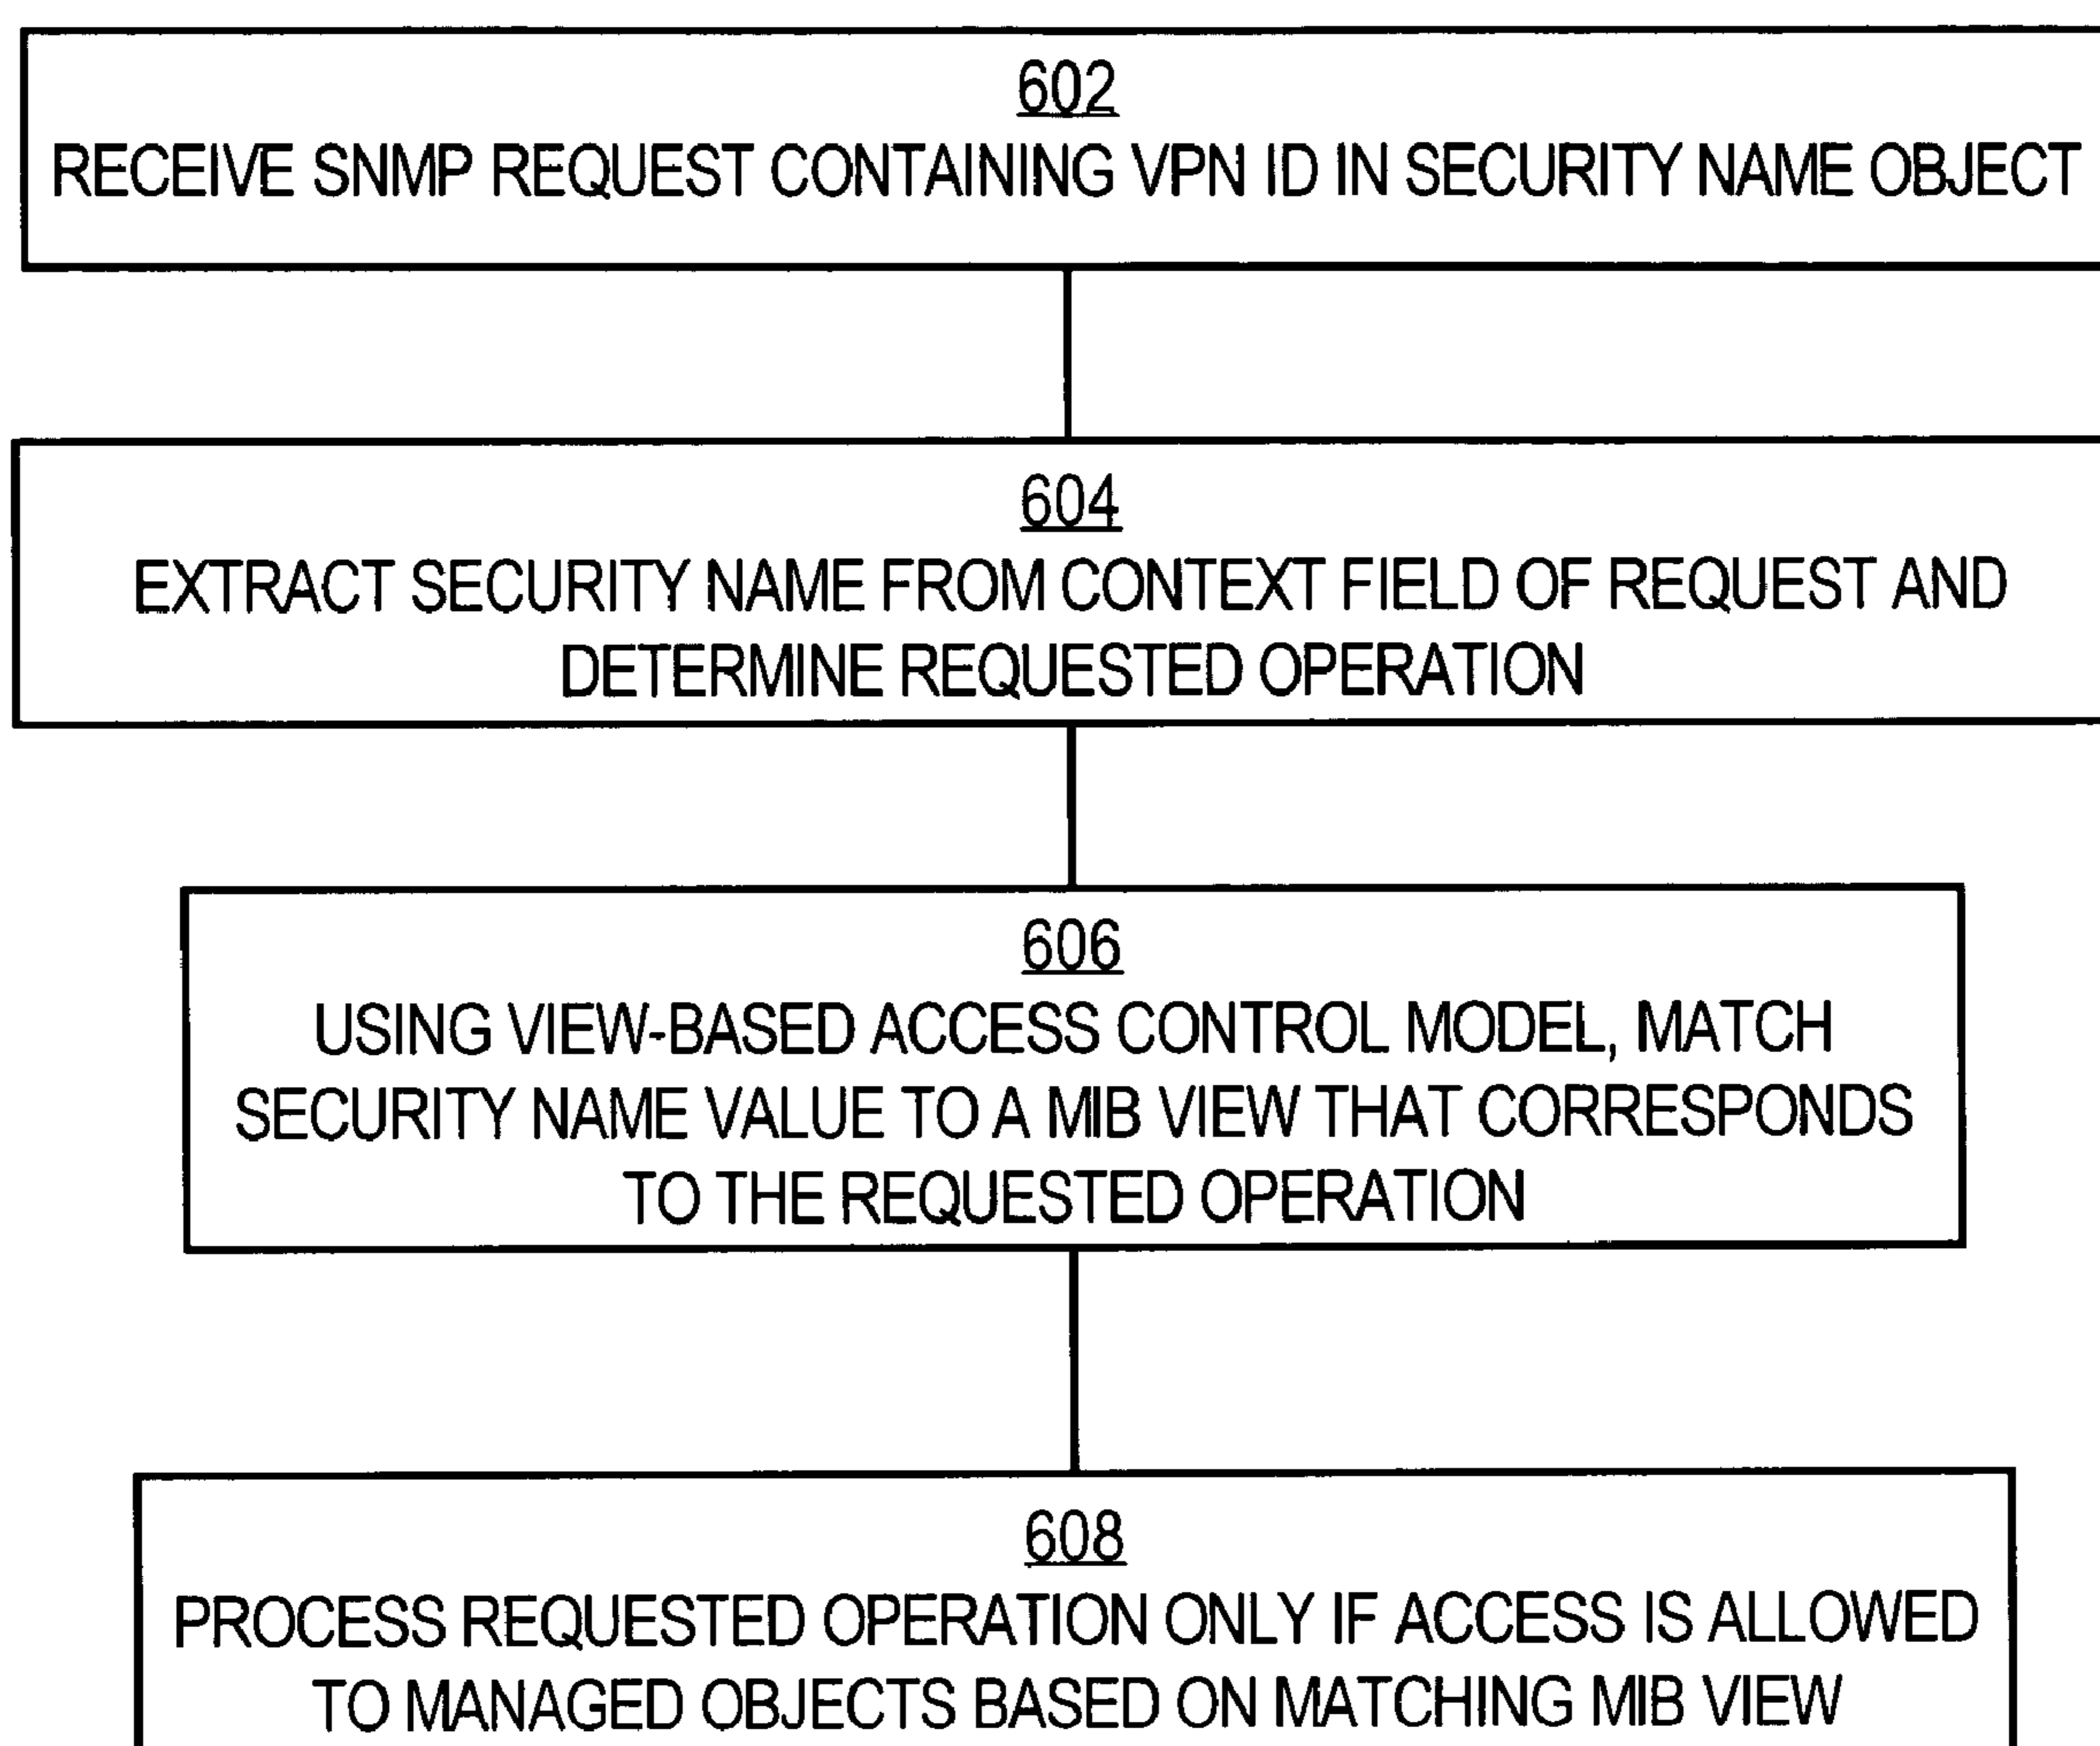 602
RECEIVE SNMP REQUEST CONTAINING VPN ID IN SECURITY NAME OBJECT
604
EXTRACT SECURITY NAME FROM CONTEXT FIELD OF REQUEST AND
DETERMINE REQUESTED OPERATION
606
USING VIEW-BASED ACCESS CONTROL MODEL, MATCH
SECURITY NAME VALUE TO A MIB VIEW THAT CORRESPONDS
TO THE REQUESTED OPERATION
608
PROCESS REQUESTED OPERATION ONLY IF ACCESS IS ALLOWED
TO MANAGED OBJECTS BASED ON MATCHING MIB VIEW